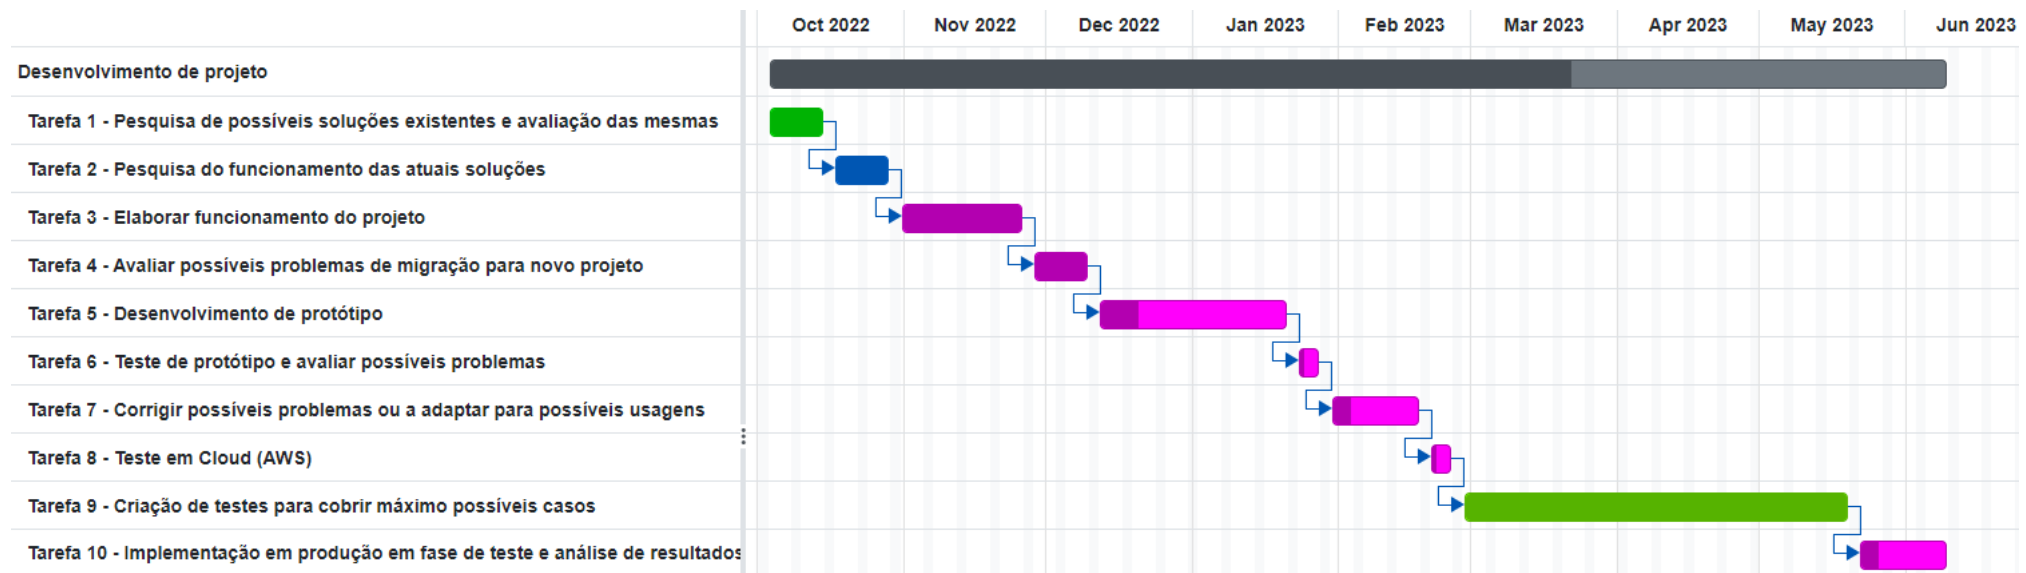 Oct 2022 Nov 2022 Dec 2022 Jan 2023 Feb 2023 Mar 2023 Apr 2023 May 2023 Jun 2023
Desenvolvimento de projeto
Tarefa 1 - Pesquisa de possíveis soluções existentes e avaliação das mesmas
Tarefa 2 - Pesquisa do funcionamento das atuais soluções
Tarefa 3 - Elaborar funcionamento do projeto
Tarefa 4 - Avaliar possíveis problemas de migração para novo projeto
Tarefa 5 - Desenvolvimento de protótipo
Tarefa 6 - Teste de protótipo e avaliar possíveis problemas
Tarefa 7 - Corrigir possíveis problemas ou a adaptar para possíveis usagens
Tarefa 8 - Teste em Cloud (AWS)
Tarefa 9 - Criação de testes para cobrir máximo possíveis casos
Tarefa 10 - Implementação em produção em fase de teste e análise de resultados